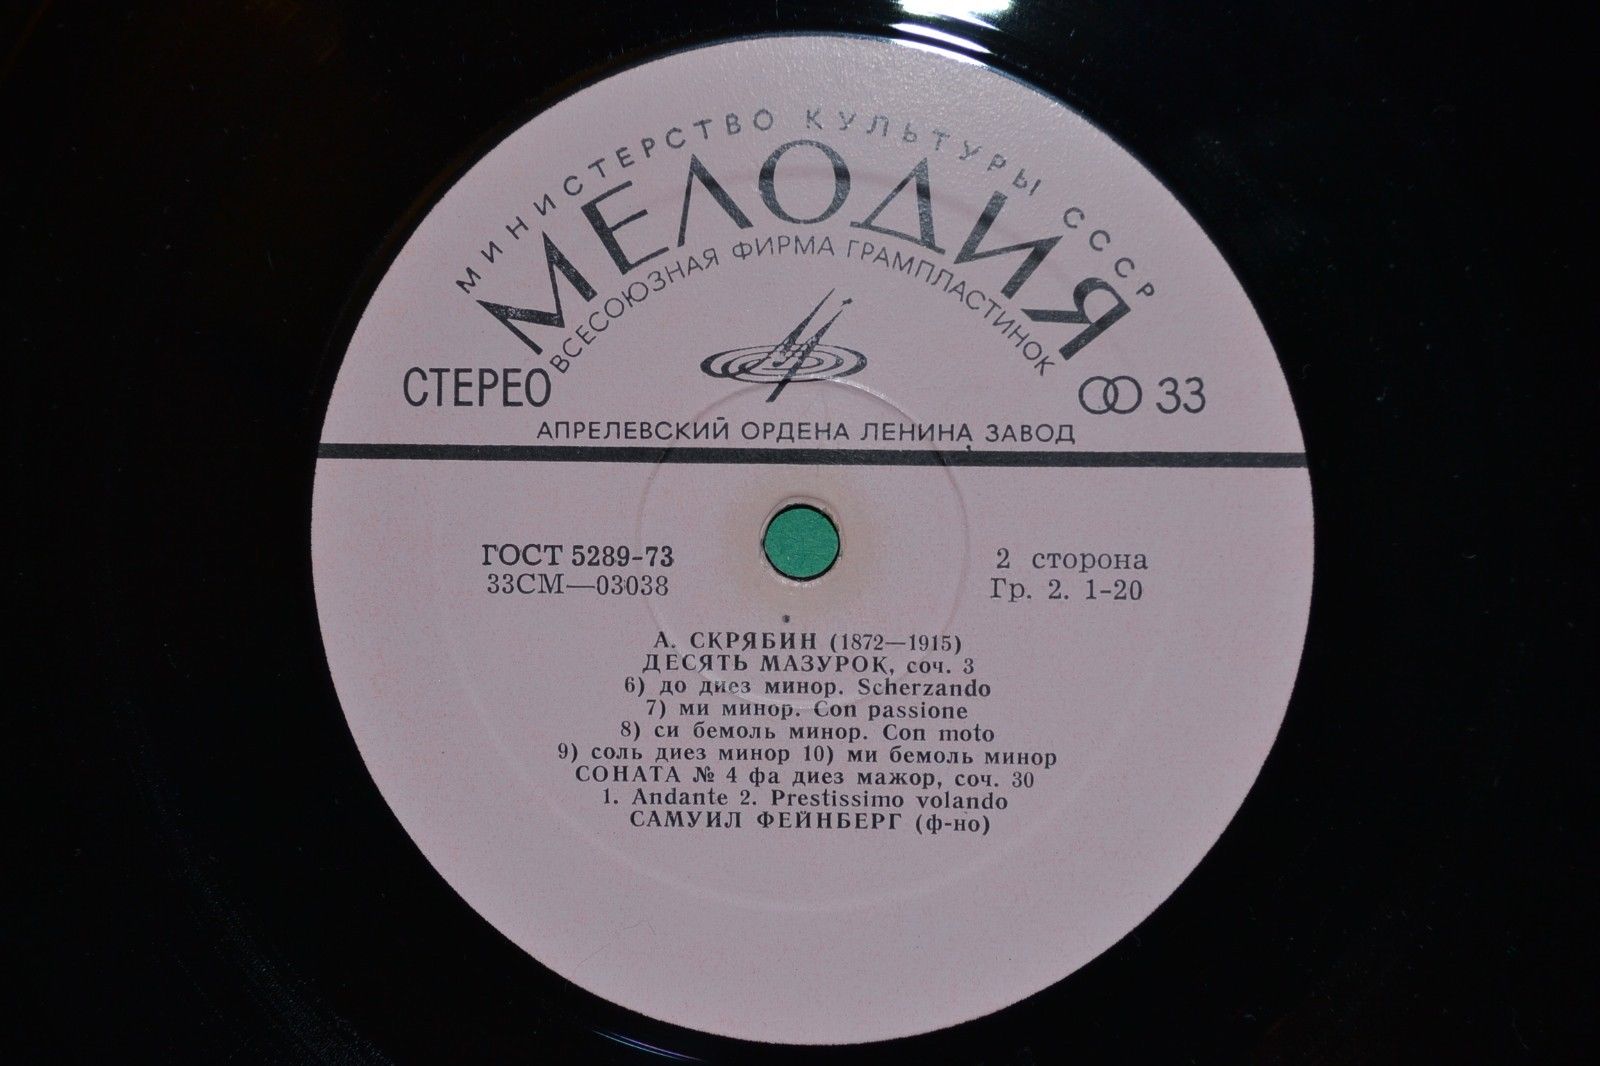 МИНИСТЕРСТВО КУЛЬТУРЫ СССР
МЕЛОДИЯ
ВСЕСОЮЗНАЯ ФИРМА ГРАМПЛАСТИНОК
СТЕРЕО
33
АПРЕЛЕВСКИЙ ОРДЕНА ЛЕНИНА ЗАВОД
ГОСТ 5289-73
33СМ—03038
2 сторона
Гр. 2. 1-20
А. СКРЯБИН (1872—1915)
ДЕСЯТЬ МАЗУРОК, соч. 3
6) до диез минор. Scherzando
7) ми минор. Con passione
8) си бемоль минор. Con moto
9) соль диез минор 10) ми бемоль минор
СОНАТА № 4 фа диез мажор, соч. 30
1. Andante 2. Prestissimo volando
САМУИЛ ФЕЙНБЕРГ (ф-но)